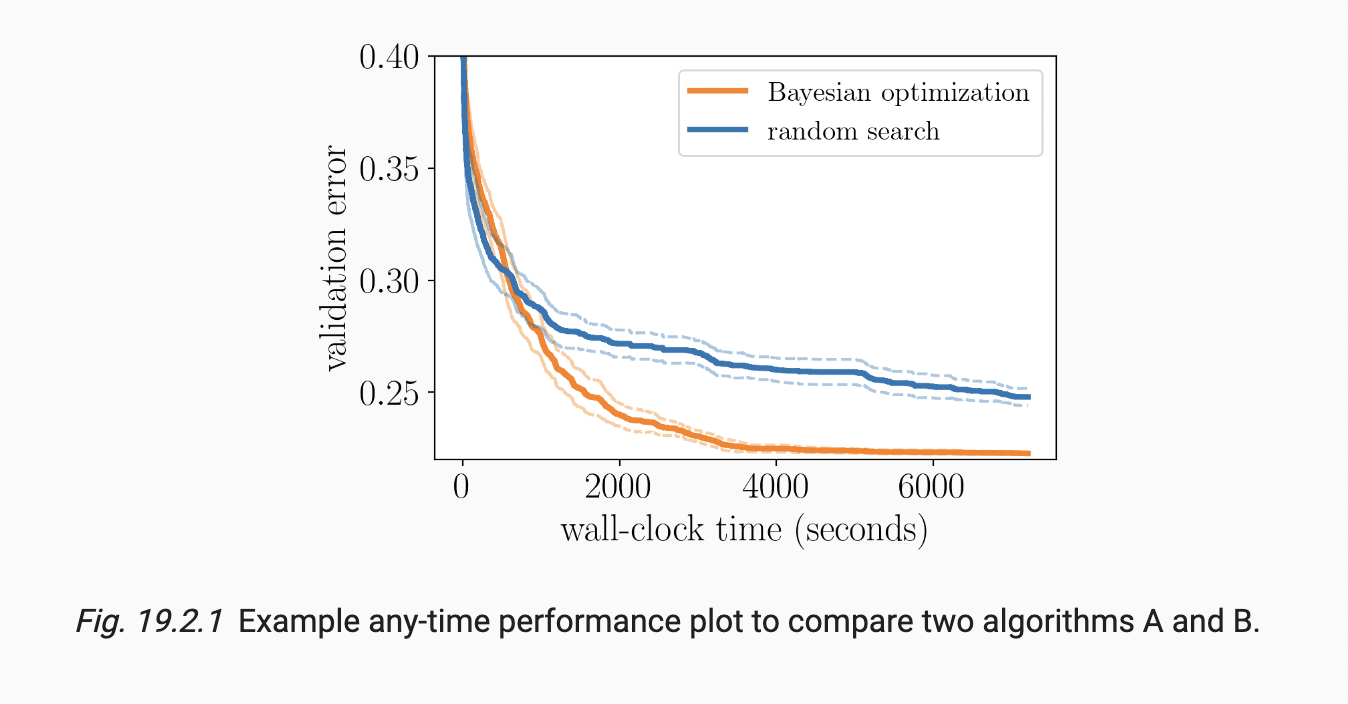 0.40
0.35
0.30
0.25
validation error
Bayesian optimization
random search
0 2000 4000 6000
wall-clock time (seconds)
Fig. 19.2.1 Example any-time performance plot to compare two algorithms A and B.